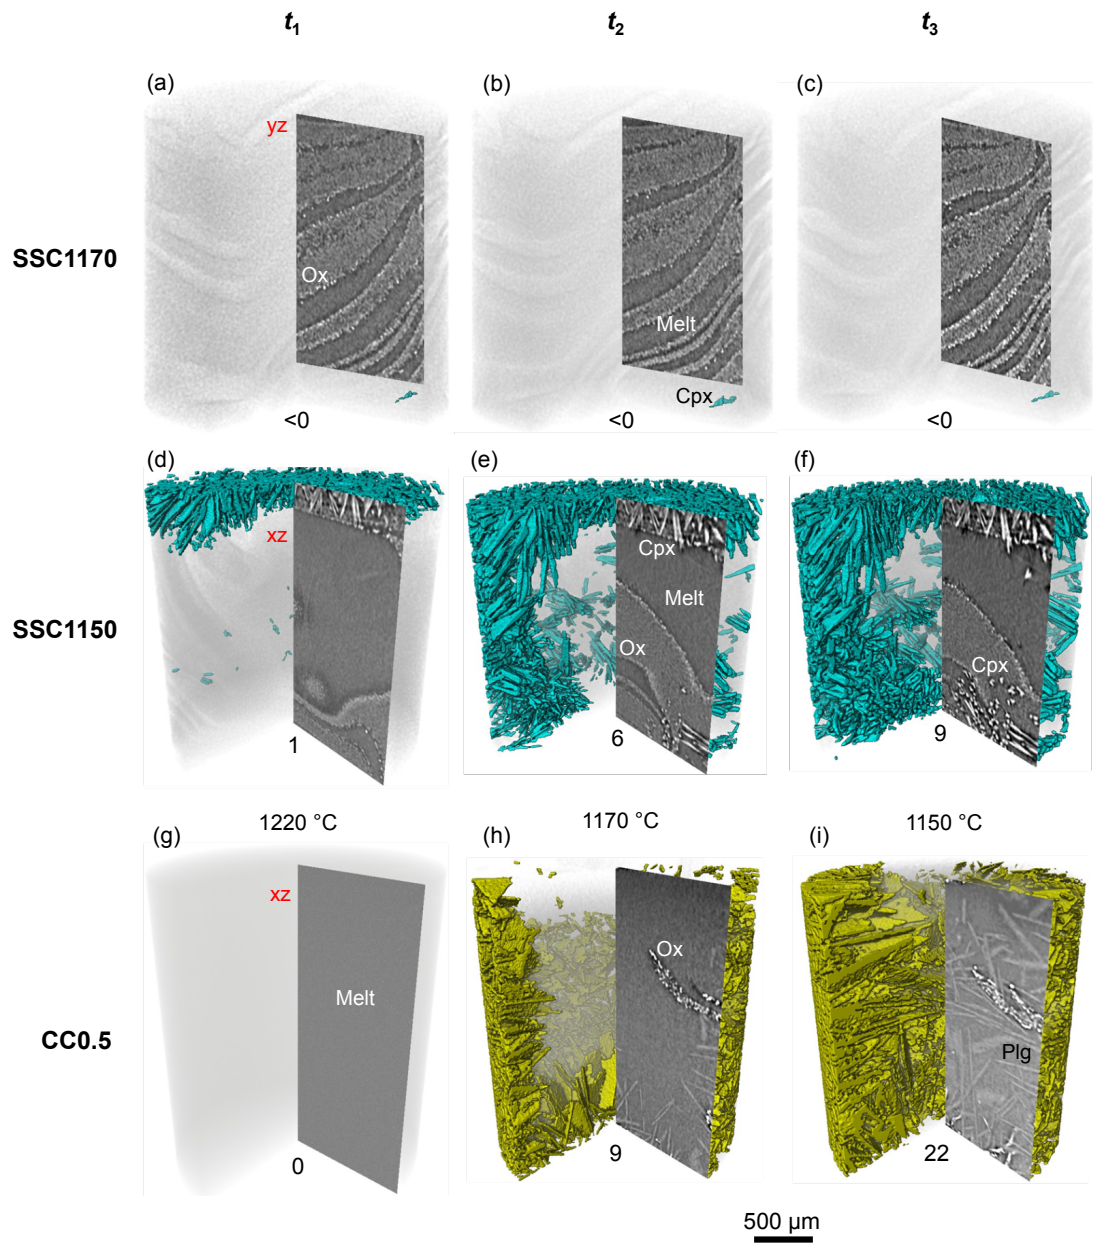 t1 t2 t3
(a) (b) (c)
yz
SSC1170
Ox
Melt
Cpx
<0 <0 <0
(d) (e) (f)
xz
Cpx
Melt
SSC1150
Ox
Cpx
1 6 9
1220 °C 1170 °C 1150 °C
(g) (h) (i)
xz
Ox
Melt
CC0.5
Plg
0 9 22
500 µm